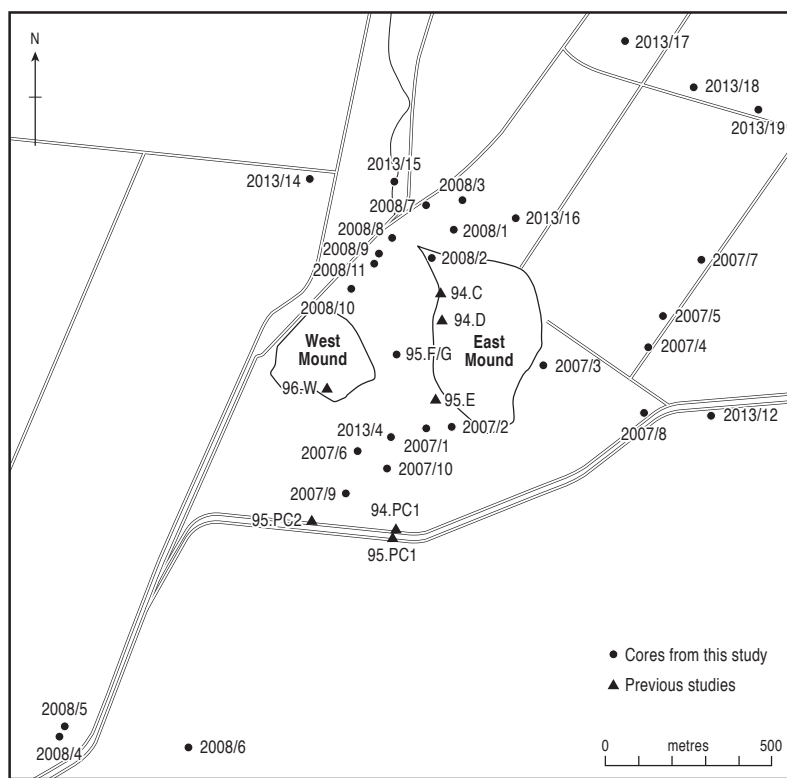 2013/17
N
2013/18
2013/19
2013/15
2013/14
2008/3
2008/7
2013/16
2008/1
2008/8
2008/9
2008/2
2007/7
2008/11
94.C
2008/10
2007/5
94.D
West
Mound
East
Mound
2007/4
95.F/G
2007/3
96.W
95.E
2013/12
2007/2
2007/8
2013/4
2007/1
2007/6
2007/10
2007/9
94.PC1
95.PC2
95.PC1
Cores from this study
Previous studies
2008/5
2008/4
2008/6
0 metres 500